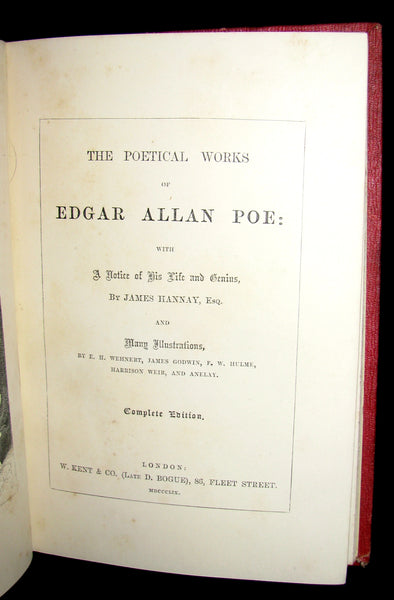 THE POETICAL WORKS
OF
EDGAR ALLAN POE:
WITH
A Notice of His Life and Genius,
BY JAMES HANNAY, ESQ.
AND
Many Illustrations,
BY E. H. WEHNERT, JAMES GODWIN, F. W. HULME,
HARRISON WEIR, AND ANELAY.
Complete Edition.
LONDON:
W. KENT & CO. (LATE D. BOGUE), 86, FLEET STREET.
MDCCCLIX.